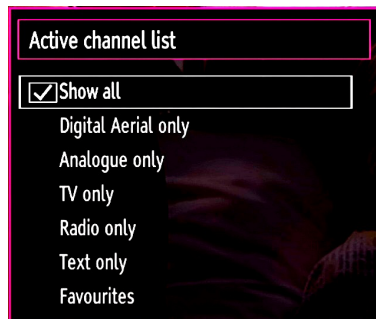 Active channel list
Show all
Digital Aerial only
Analogue only
TV only
Radio only
Text only
Favourites